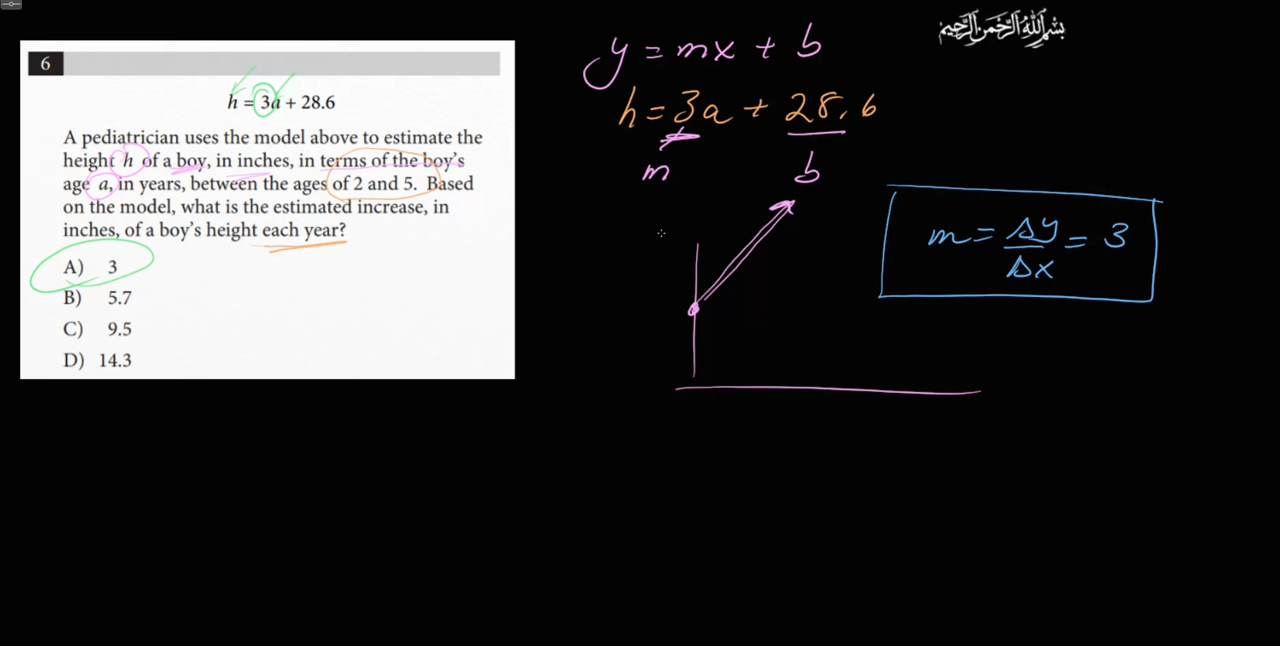 6
h = 3a + 28.6
A pediatrician uses the model above to estimate the
height h of a boy, in inches, in terms of the boy's
age a, in years, between the ages of 2 and 5. Based
on the model, what is the estimated increase, in
inches, of a boy's height each year?
A) 3
B) 5.7
C) 9.5
D) 14.3
y = mx + b
h = 3a + 28.6
m b
m = Δy/Δx = 3
بسم الله الرحمن الرحيم